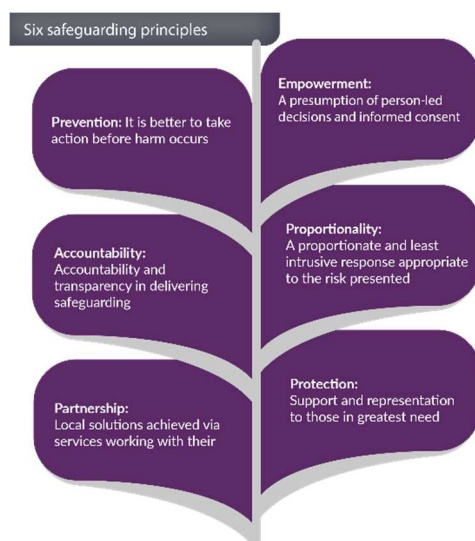 Six safeguarding principles
Prevention: It is better to take
action before harm occurs
Empowerment:
A presumption of person-led
decisions and informed consent
Accountability:
Accountability and
transparency in delivering
safeguarding
Proportionality:
A proportionate and least
intrusive response appropriate
to the risk presented
Partnership:
Local solutions achieved via
services working with their
Protection:
Support and representation
to those in greatest need